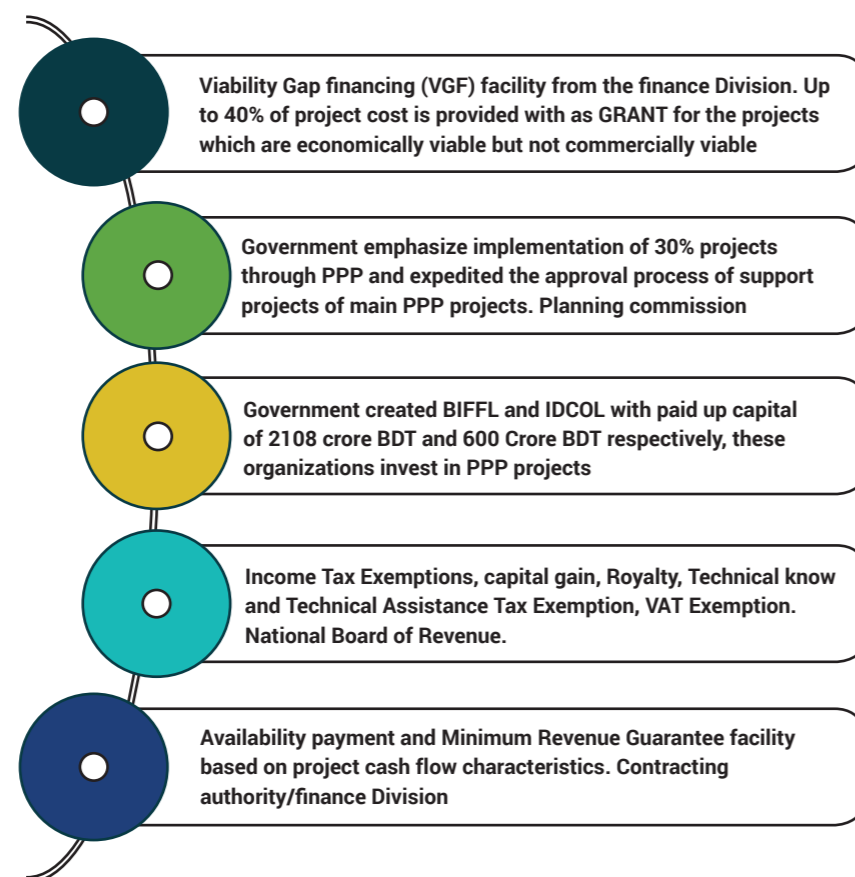 Viability Gap financing (VGF) facility from the finance Division. Up
to 40% of project cost is provided with as GRANT for the projects
which are economically viable but not commercially viable
Government emphasize implementation of 30% projects
through PPP and expedited the approval process of support
projects of main PPP projects. Planning commission
Government created BIFFL and IDCOL with paid up capital
of 2108 crore BDT and 600 Crore BDT respectively, these
organizations invest in PPP projects
Income Tax Exemptions, capital gain, Royalty, Technical know
and Technical Assistance Tax Exemption, VAT Exemption.
National Board of Revenue.
Availability payment and Minimum Revenue Guarantee facility
based on project cash flow characteristics. Contracting
authority/finance Division